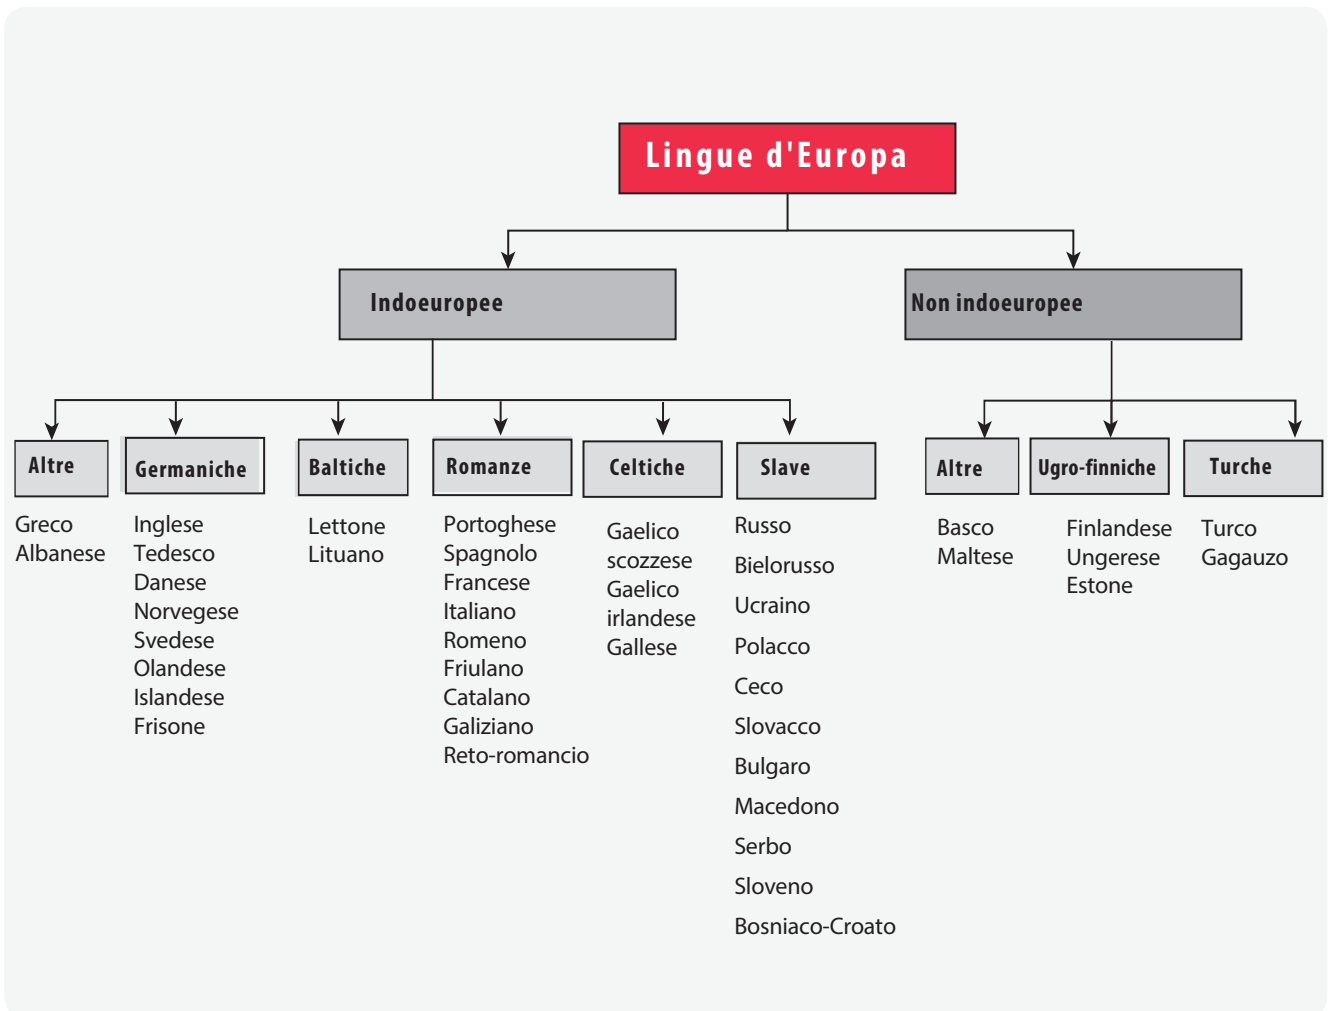 Lingue d'Europa
Indoeuropee
Non indoeuropee
Altre
Greco
Albanese
Germaniche
Inglese
Tedesco
Danese
Norvegese
Svedese
Olandese
Islandese
Frisone
Baltiche
Lettone
Lituano
Romanze
Portoghese
Spagnolo
Francese
Italiano
Romeno
Friulano
Catalano
Galiziano
Reto-romancio
Celtiche
Gaelico
scozzese
Gaelico
irlandese
Gallese
Slave
Russo
Bielorusso
Ucraino
Polacco
Ceco
Slovacco
Bulgaro
Macedono
Serbo
Sloveno
Bosniaco-Croato
Altre
Basco
Maltese
Ugro-finniche
Finlandese
Ungerese
Estone
Turche
Turco
Gagauzo